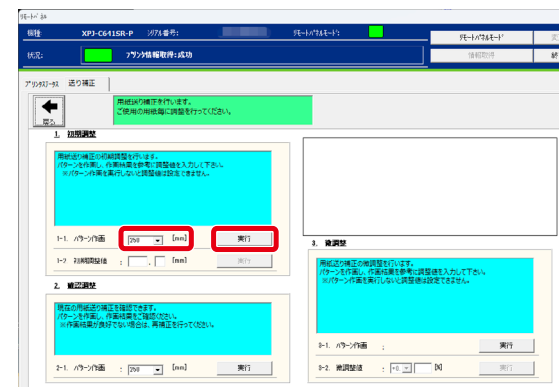 ﾘﾓｰﾄﾊﾟﾈﾙ
機種: XPJ-C641SR-P ｼﾘｱﾙ番号: ﾘﾓｰﾄﾊﾟﾈﾙﾓｰﾄﾞ: ﾘﾓｰﾄﾊﾟﾈﾙﾓｰﾄﾞ
状況: ﾌﾟﾘﾝﾀ情報取得:成功 情報取得 終
ﾌﾟﾘﾝﾀｽﾃｰﾀｽ 送り補正
戻る
用紙送り補正を行います。
ご使用の用紙毎に調整を行ってください。
1. 初期調整
用紙送り補正の初期調整を行います。
パターンを作画し、作画結果を参考に調整値を入力して下さい。
※パターン作画を実行しないと調整値は設定できません。
1-1. パターン作画 250 [mm] 実行
1-2 初期調整値 : . [mm] 実行
2. 確認調整
現在の用紙送り補正を確認できます。
パターンを作画し、作画結果をご確認ください。
※作画結果が良好でない場合は、再補正を行ってください。
2-1. パターン作画 : 250 [mm] 実行
3. 微調整
用紙送り補正の微調整を行います。
パターンを作画し、作画結果を参考に調整値を入力して下さい。
※パターン作画を実行しないと調整値は設定できません。
3-1. パターン作画 : 実行
3-2. 微調整値 : +0 [%] 実行